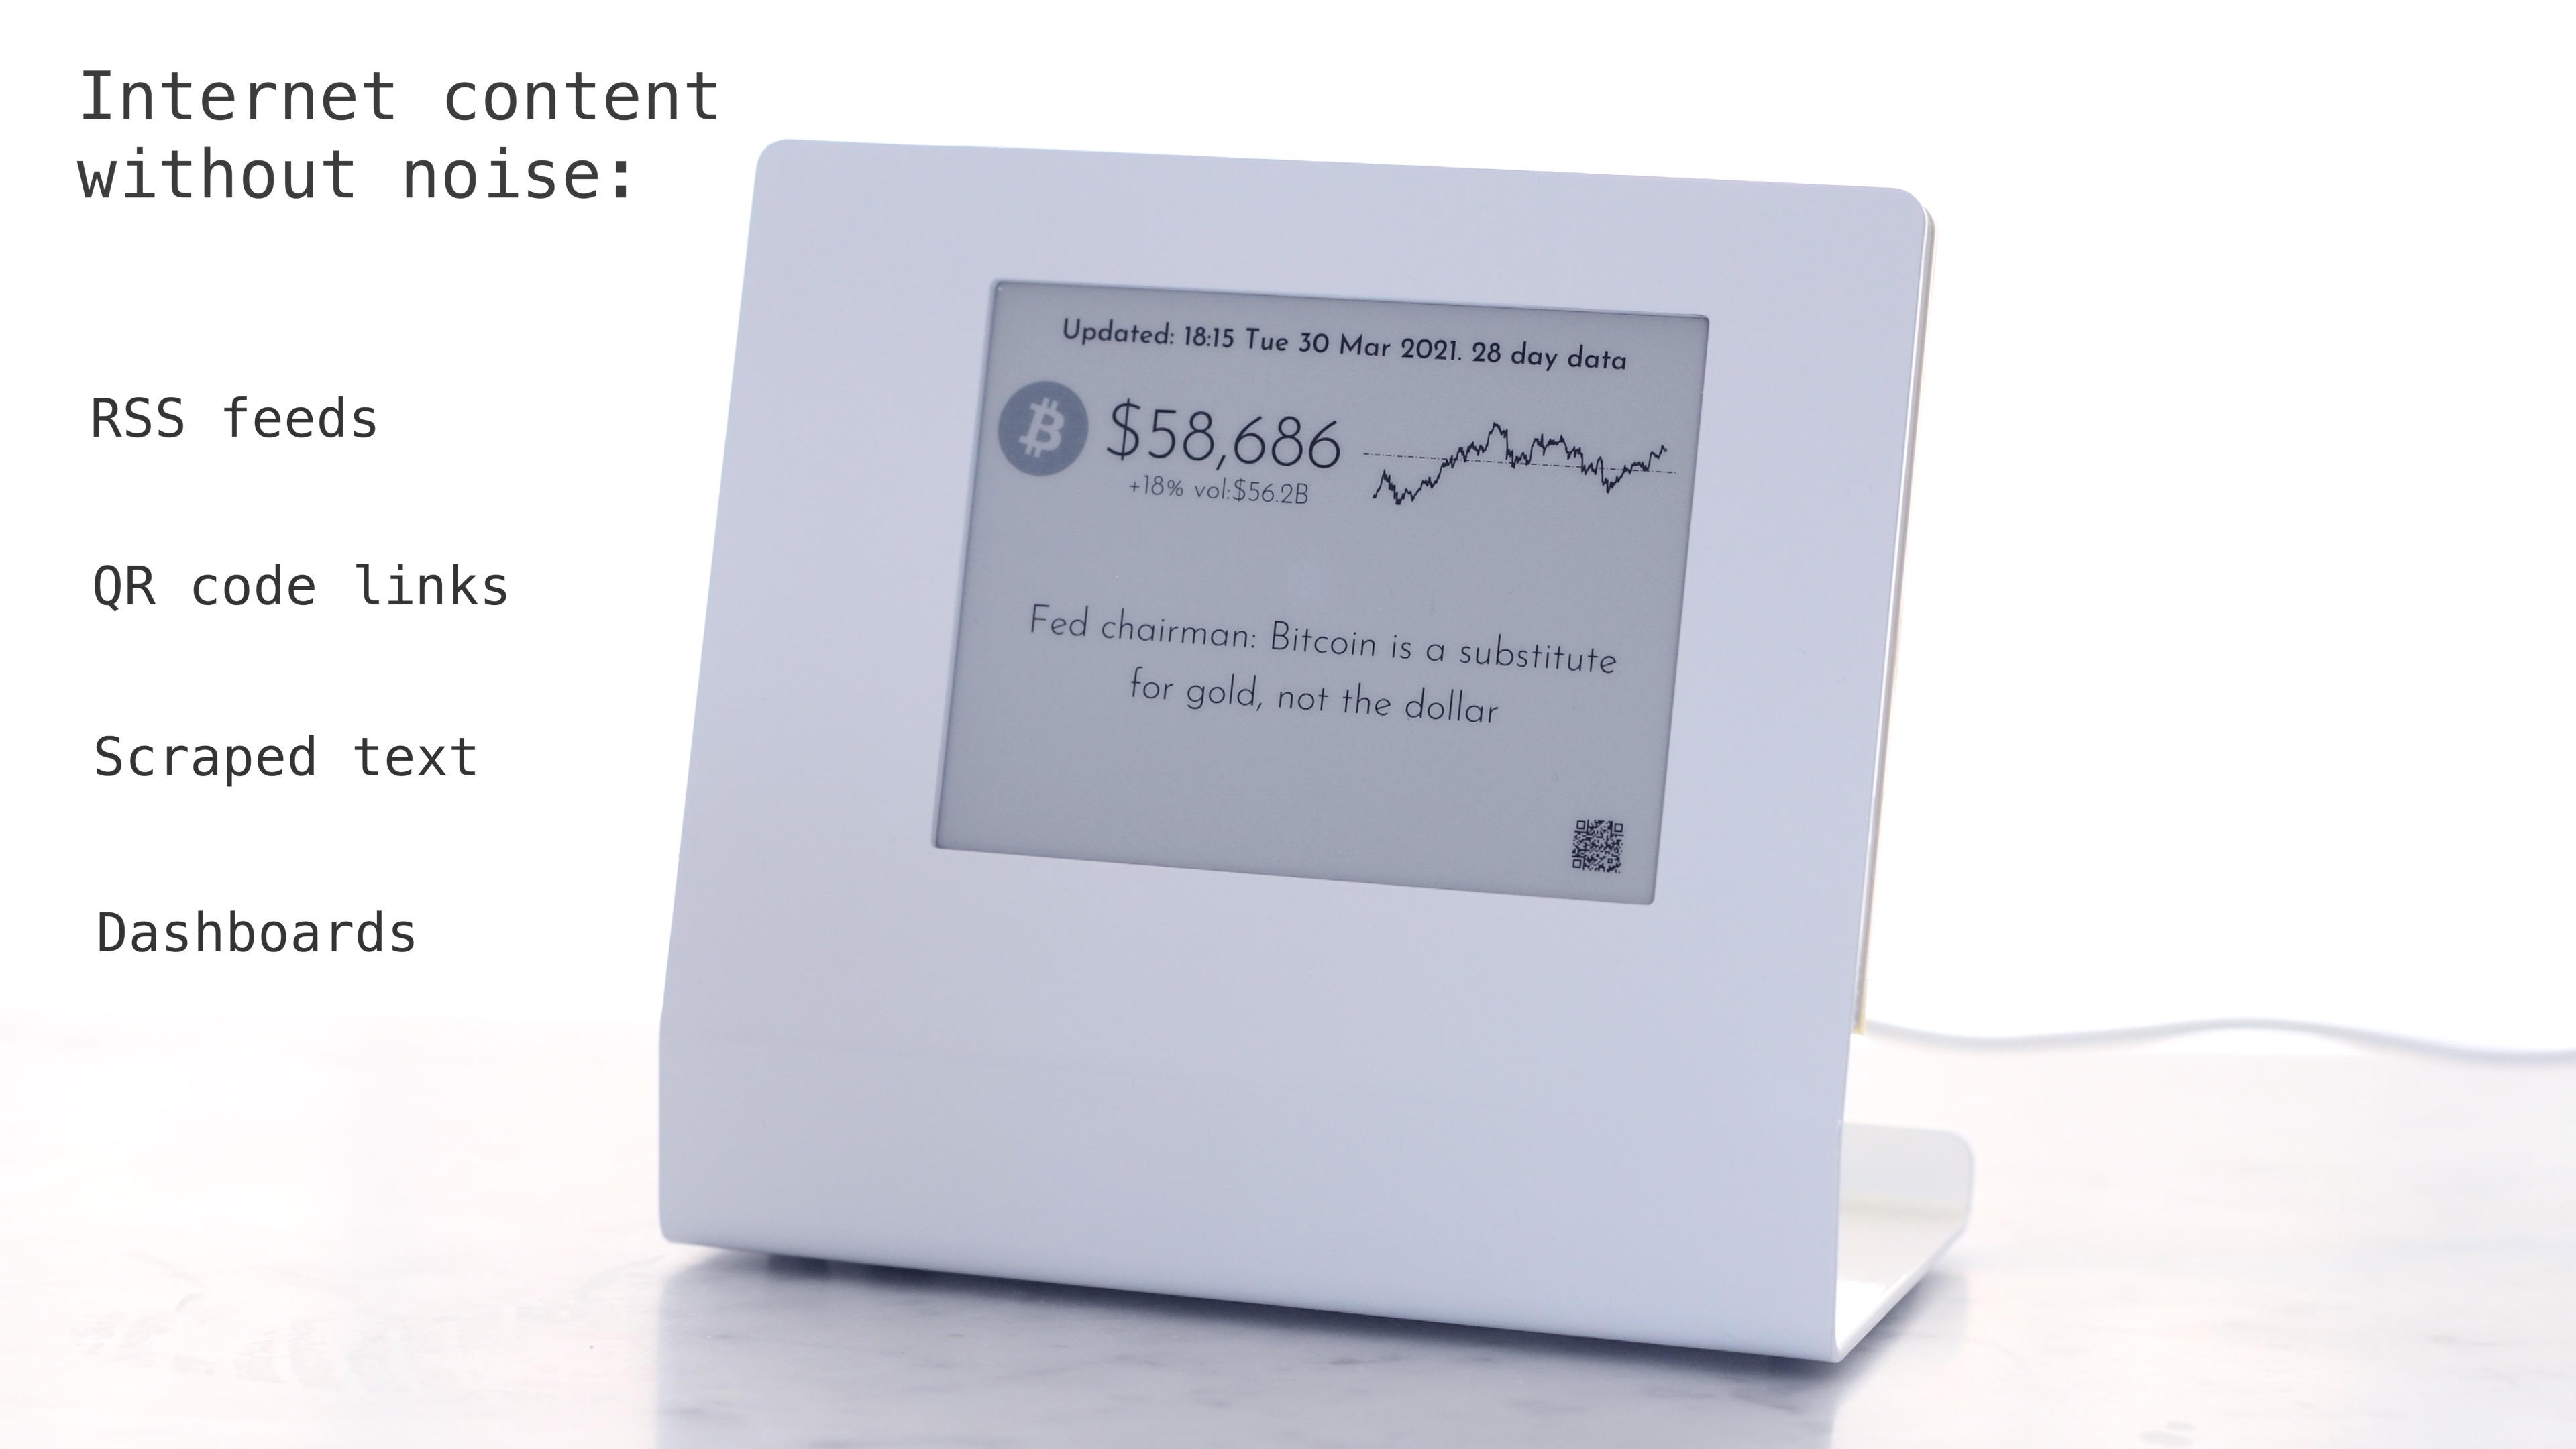 Internet content
without noise:
RSS feeds
QR code links
Scraped text
Dashboards
Updated: 18:15 Tue 30 Mar 2021. 28 day data
$58,686
+18% vol:$56.2B
Fed chairman: Bitcoin is a substitute
for gold, not the dollar